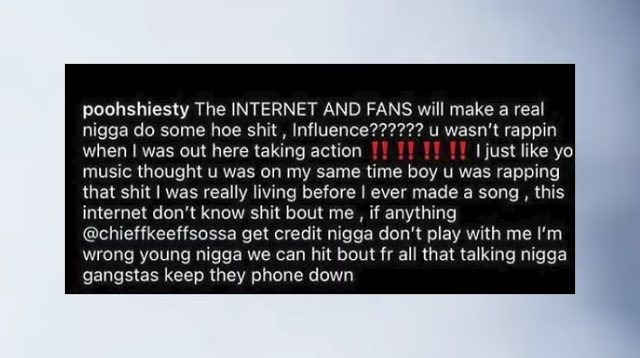 poohshiesty The INTERNET AND FANS will make a real
nigga do some hoe shit , Influence?????? u wasn’t rappin
when I was out here taking action ‼️ ‼️ ‼️ ‼️ I just like yo
music thought u was on my same time boy u was rapping
that shit I was really living before I ever made a song , this
internet don’t know shit bout me , if anything
@chieffkeeffsossa get credit nigga don’t play with me I’m
wrong young nigga we can hit bout fr all that talking nigga
gangstas keep they phone down